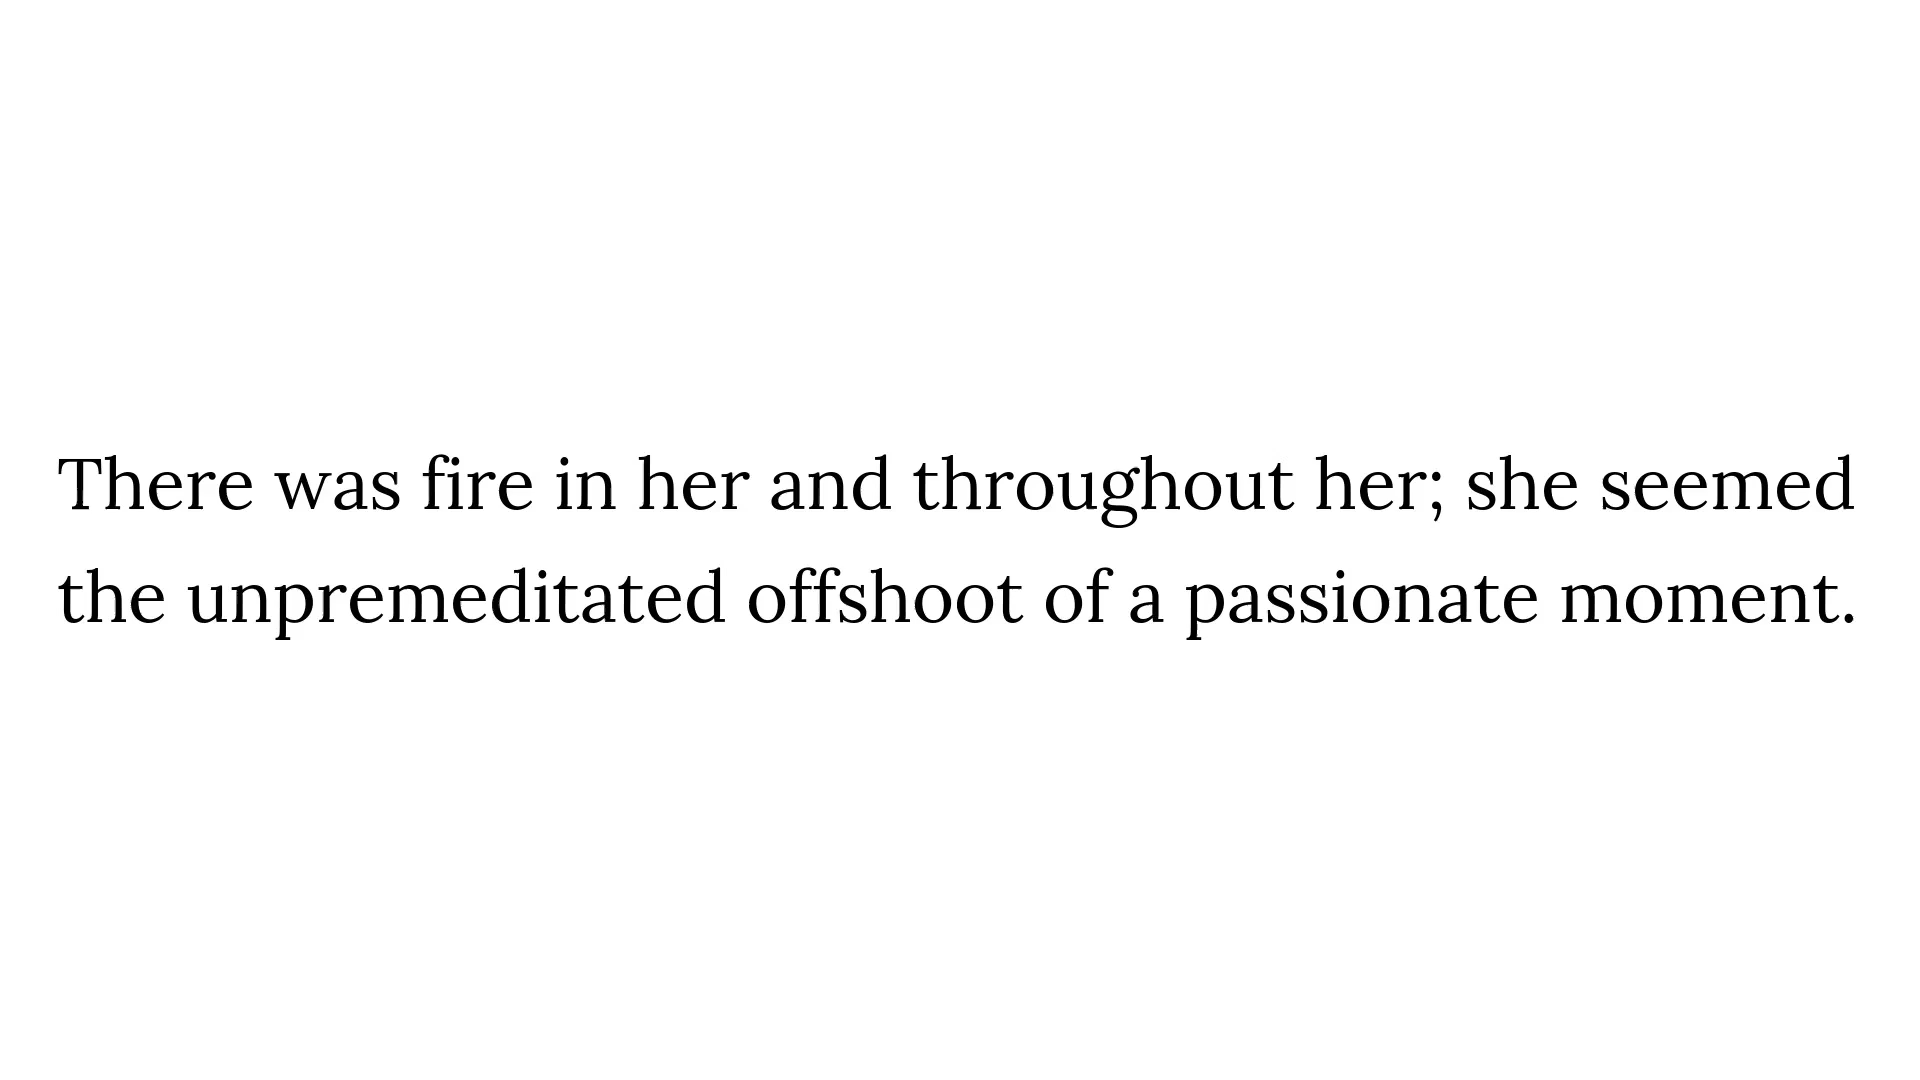 There was fire in her and throughout her; she seemed
the unpremeditated offshoot of a passionate moment.